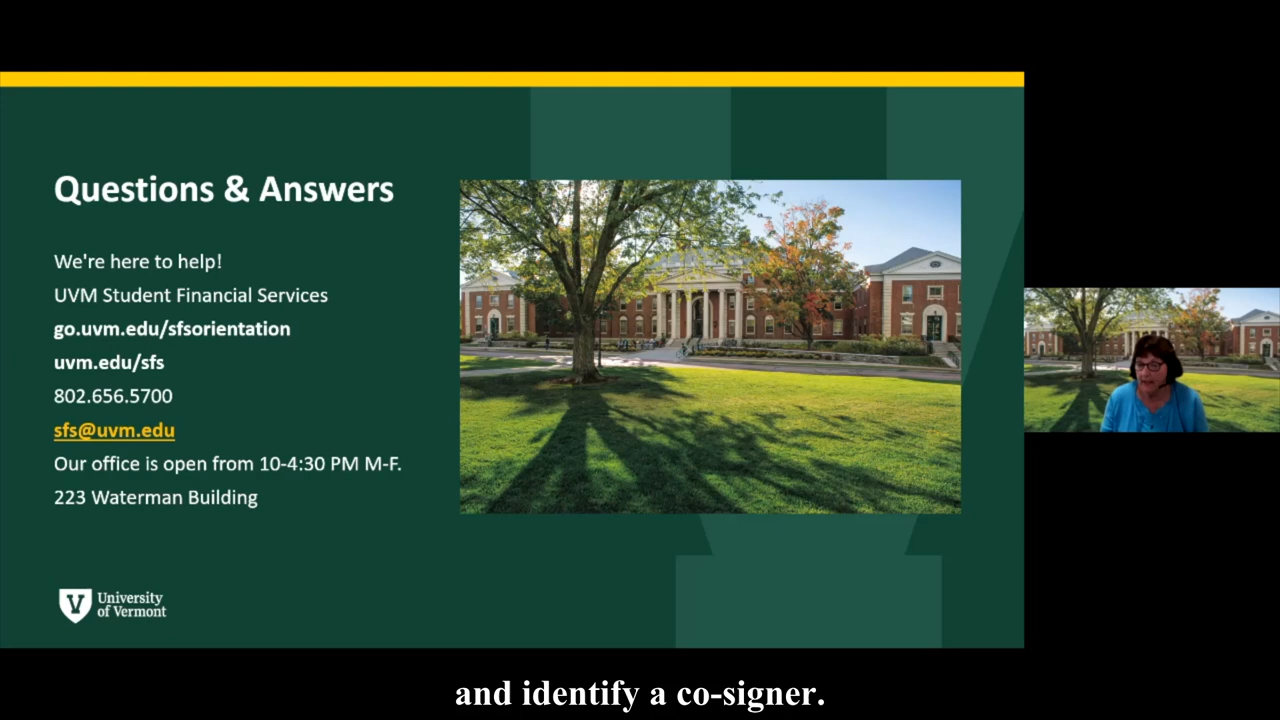 Questions & Answers
We're here to help!
UVM Student Financial Services
go.uvm.edu/sfsorientation
uvm.edu/sfs
802.656.5700
sfs@uvm.edu
Our office is open from 10-4:30 PM M-F.
223 Waterman Building
V University
of Vermont
and identify a co-signer.